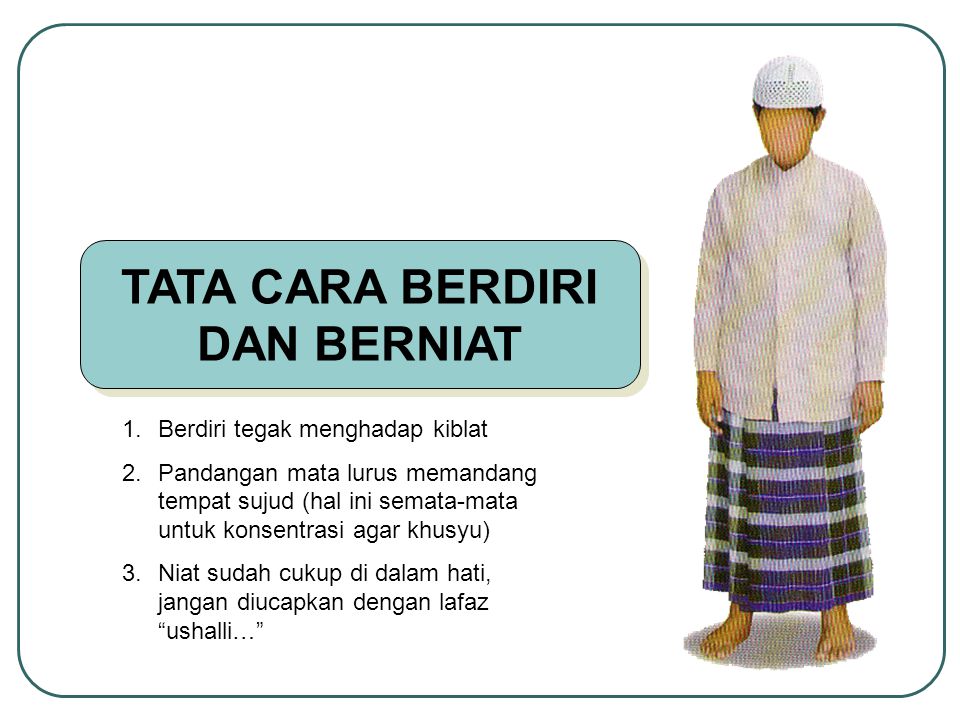 TATA CARA BERDIRI
DAN BERNIAT
1. Berdiri tegak menghadap kiblat
2. Pandangan mata lurus memandang
tempat sujud (hal ini semata-mata
untuk konsentrasi agar khusyu)
3. Niat sudah cukup di dalam hati,
jangan diucapkan dengan lafaz
“ushalli…”